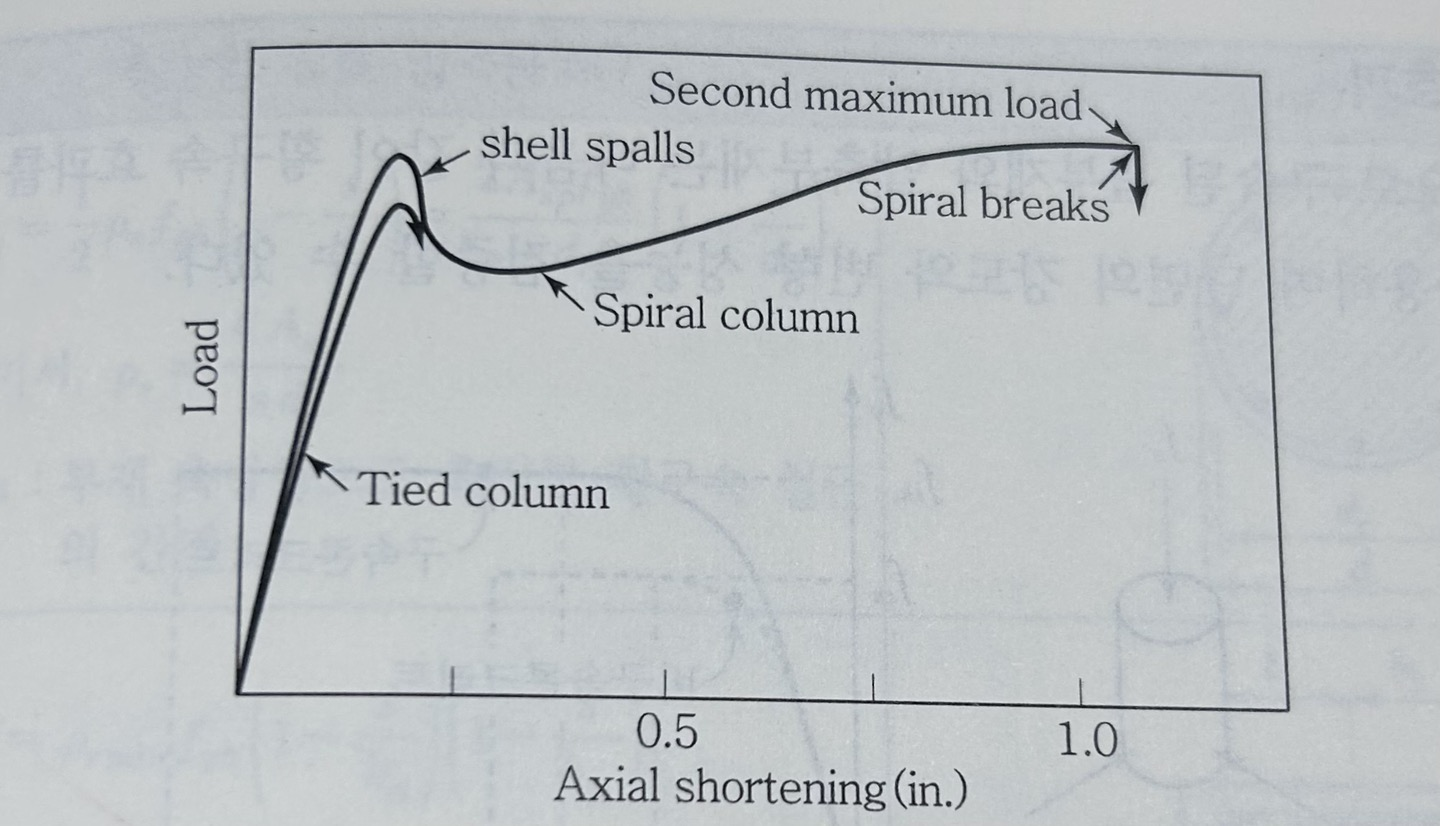 Second maximum load
shell spalls
Spiral breaks
Spiral column
Load
Tied column
0.5
1.0
Axial shortening (in.)